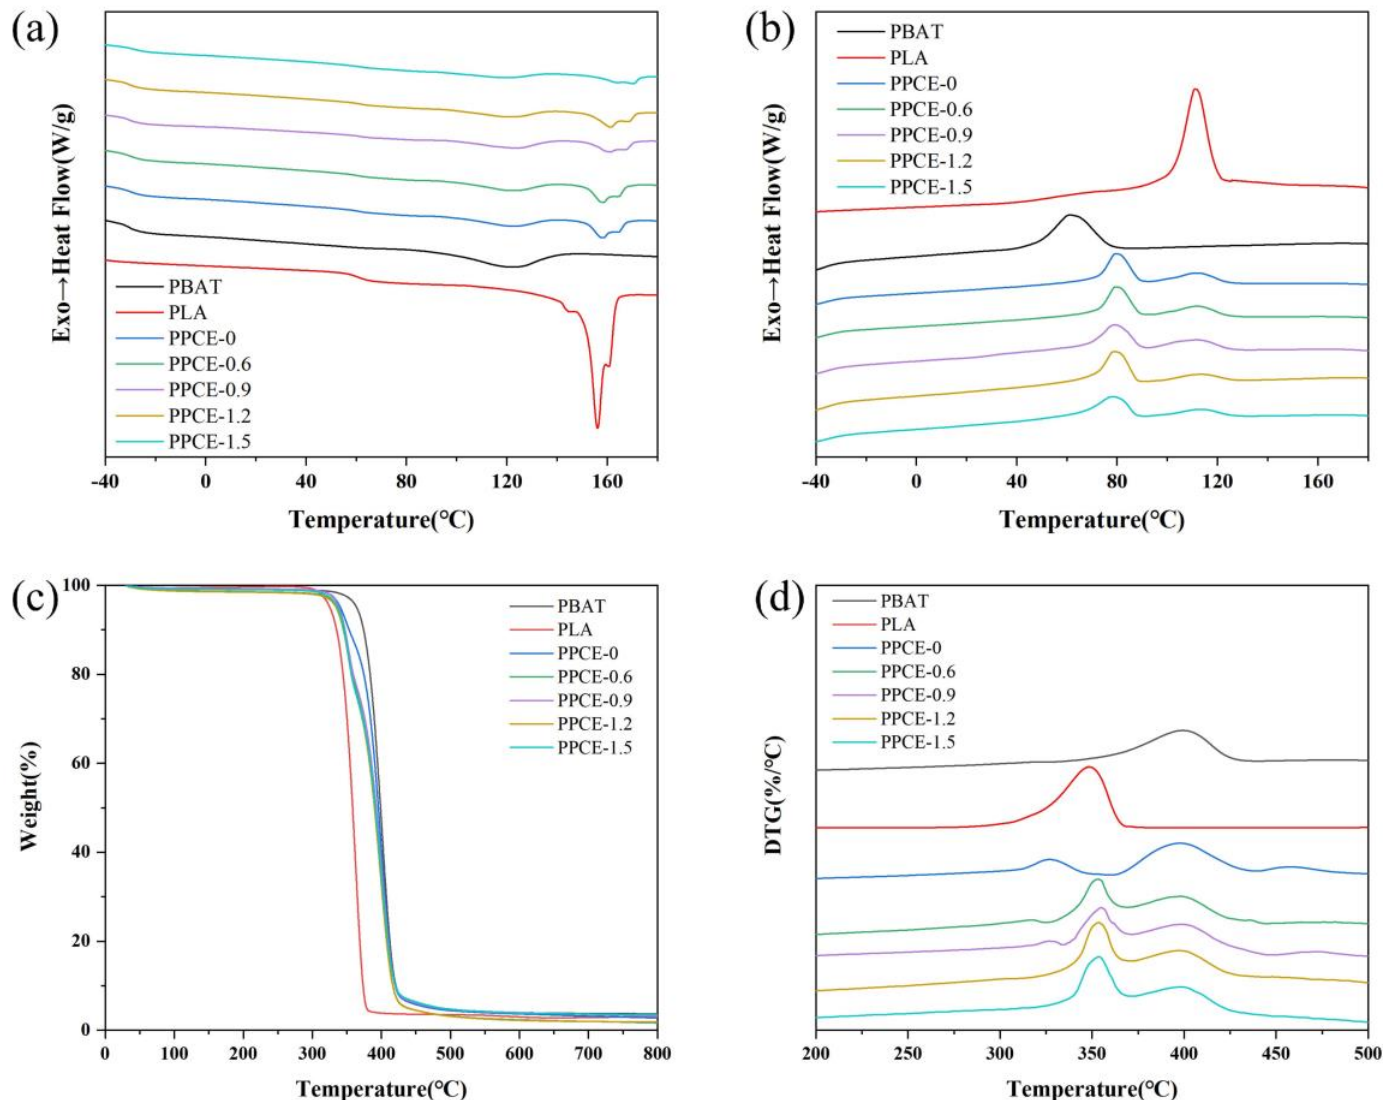 (a)
Exo→Heat Flow(W/g)
PBAT
PLA
PPCE-0
PPCE-0.6
PPCE-0.9
PPCE-1.2
PPCE-1.5
-40 0 40 80 120 160
Temperature(°C)
(b)
Exo→Heat Flow(W/g)
PBAT
PLA
PPCE-0
PPCE-0.6
PPCE-0.9
PPCE-1.2
PPCE-1.5
-40 0 40 80 120 160
Temperature(°C)
(c)
Weight(%)
100
80
60
40
20
0
PBAT
PLA
PPCE-0
PPCE-0.6
PPCE-0.9
PPCE-1.2
PPCE-1.5
0 100 200 300 400 500 600 700 800
Temperature(°C)
(d)
DTG(%/°C)
PBAT
PLA
PPCE-0
PPCE-0.6
PPCE-0.9
PPCE-1.2
PPCE-1.5
200 250 300 350 400 450 500
Temperature(°C)